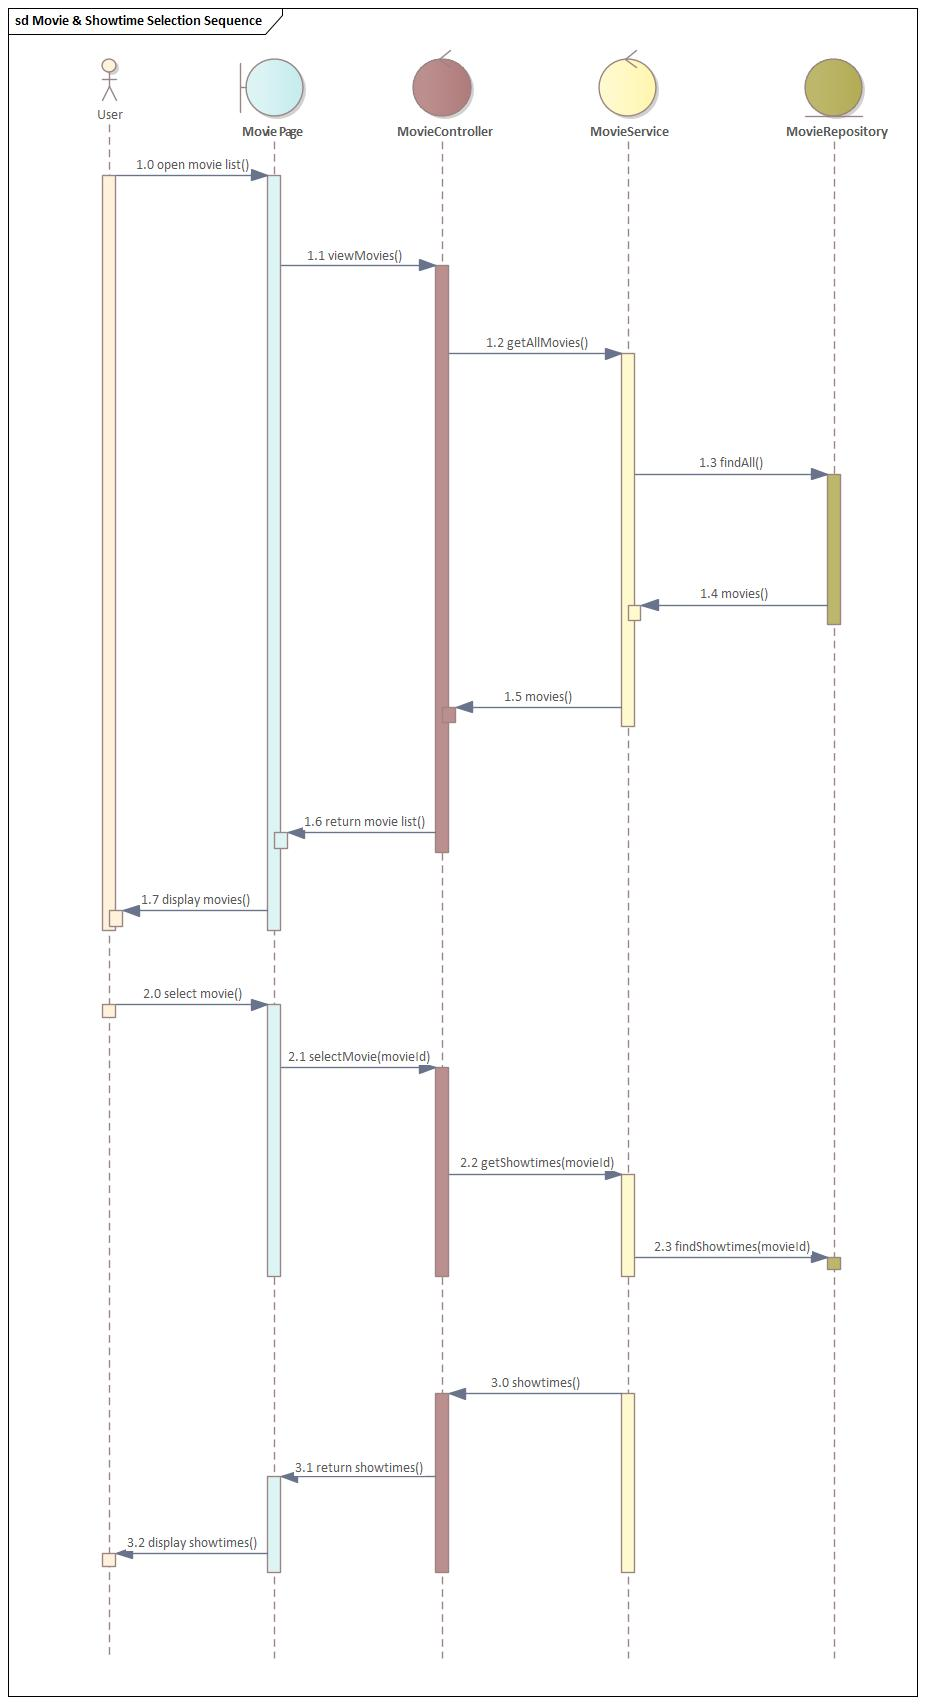 sd Movie & Showtime Selection Sequence
User
Movie Page
MovieController
MovieService
MovieRepository
1.0 open movie list()
1.1 viewMovies()
1.2 getAllMovies()
1.3 findAll()
1.4 movies()
1.5 movies()
1.6 return movie list()
1.7 display movies()
2.0 select movie()
2.1 selectMovie(movieId)
2.2 getShowtimes(movieId)
2.3 findShowtimes(movieId)
3.0 showtimes()
3.1 return showtimes()
3.2 display showtimes()